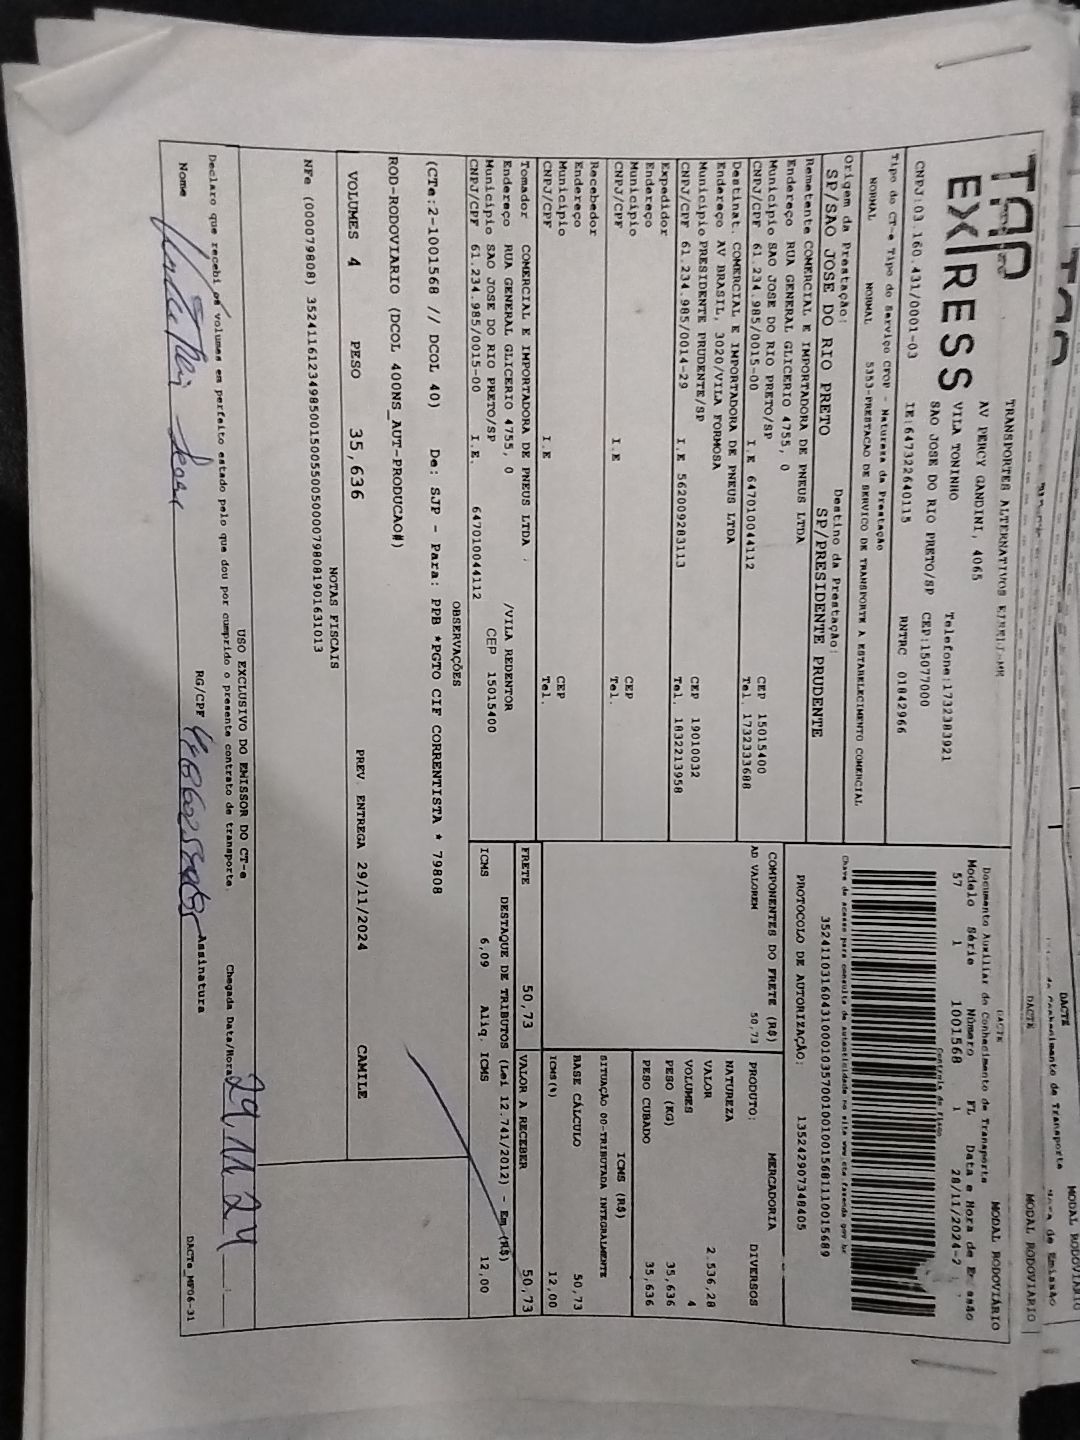 TAP
EXPRESS
TRANSPORTES ALTERNATIVOS EIRELI-ME
AV PERCY GANDINI, 4065
VILA TONINHO
SAO JOSE DO RIO PRETO/SP
Telefone:1732383921
CEP:15077000
CNPJ:03.160.431/0001-03 IE:647322640115 RNTRC 01842966
Tipo do CT-e Tipo do Serviço CFOP - Natureza da Prestação
NORMAL NORMAL 5353-PRESTAÇÃO DE SERVICO DE TRANSPORTE A ESTABELECIMENTO COMERCIAL
Origem da Prestação: Destino da Prestação:
SP/SAO JOSE DO RIO PRETO SP/PRESIDENTE PRUDENTE
Remetente COMERCIAL E IMPORTADORA DE PNEUS LTDA
Endereço RUA GENERAL GLICERIO 4755, 0
Município SAO JOSE DO RIO PRETO/SP CEP 15015400
CNPJ/CPF 61.234.985/0015-00 I.E 647010044112 Tel. 1732333688
Destinat. COMERCIAL E IMPORTADORA DE PNEUS LTDA
Endereço AV BRASIL, 3020/VILA FORMOSA
Município PRESIDENTE PRUDENTE/SP CEP 19010032
CNPJ/CPF 61.234.985/0014-29 I.E 562009283113 Tel. 1832213958
Expedidor
Endereço
Município CEP
CNPJ/CPF I.E Tel.
Recebedor
Endereço
Município CEP
CNPJ/CPF I.E Tel.
Tomador COMERCIAL E IMPORTADORA DE PNEUS LTDA
Endereço RUA GENERAL GLICERIO 4755, 0 /VILA REDENTOR
Município SAO JOSE DO RIO PRETO/SP CEP 15015400
CNPJ/CPF 61.234.985/0015-00 I.E. 647010044112
DACTE MODAL RODOVIÁRIO
Documento Auxiliar do Conhecimento de Transporte
Modelo Série Número FL Data e Hora de
57 1 1001568 1 28/11/2024
Controle do Fisco
Chave de acesso para consulta de autenticidade no site www.cte.fazenda.gov.br
35241103160431000103570010010015681110015689
PROTOCOLO DE AUTORIZAÇÃO: 135242907348405
COMPONENTES DO FRETE (R$)
AD VALOREM 50,73
PRODUTO: MERCADORIA
NATUREZA DIVERSOS
VALOR 2.536,28
VOLUMES 4
PESO (KG) 35,636
PESO CUBADO 35,636
ICMS (R$)
SITUAÇÃO 00-TRIBUTADA INTEGRALMENTE
BASE CÁLCULO 50,73
ICMS(%) 12,00
FRETE 50,73 VALOR A RECEBER 50,73
DESTAQUE DE TRIBUTOS (Lei 12.741/2012) - Em (R$)
ICMS 6,09 Alíq. ICMS 12,00
OBSERVAÇÕES
(CTe:2-1001568 // DCOL 40) De: SJP - Para: PPB *PGTO CIF CORRENTISTA * 79808
ROD-RODOVIARIO (DCOL 400NS_AUT-PRODUCAO#)
VOLUMES 4 PESO 35,636 PREV. ENTREGA 29/11/2024 CAMILE
NOTAS FISCAIS
NFe (000079808) 35241161234985001500550050000798081901631013
USO EXCLUSIVO DO EMISSOR DO CT-e
Declaro que recebi os volumes em perfeito estado pelo que dou por cumprido o presente contrato de transporte. Chegada Data/Hora 29 11 24
Nome RG/CPF Assinatura
DACTe_MP06-31